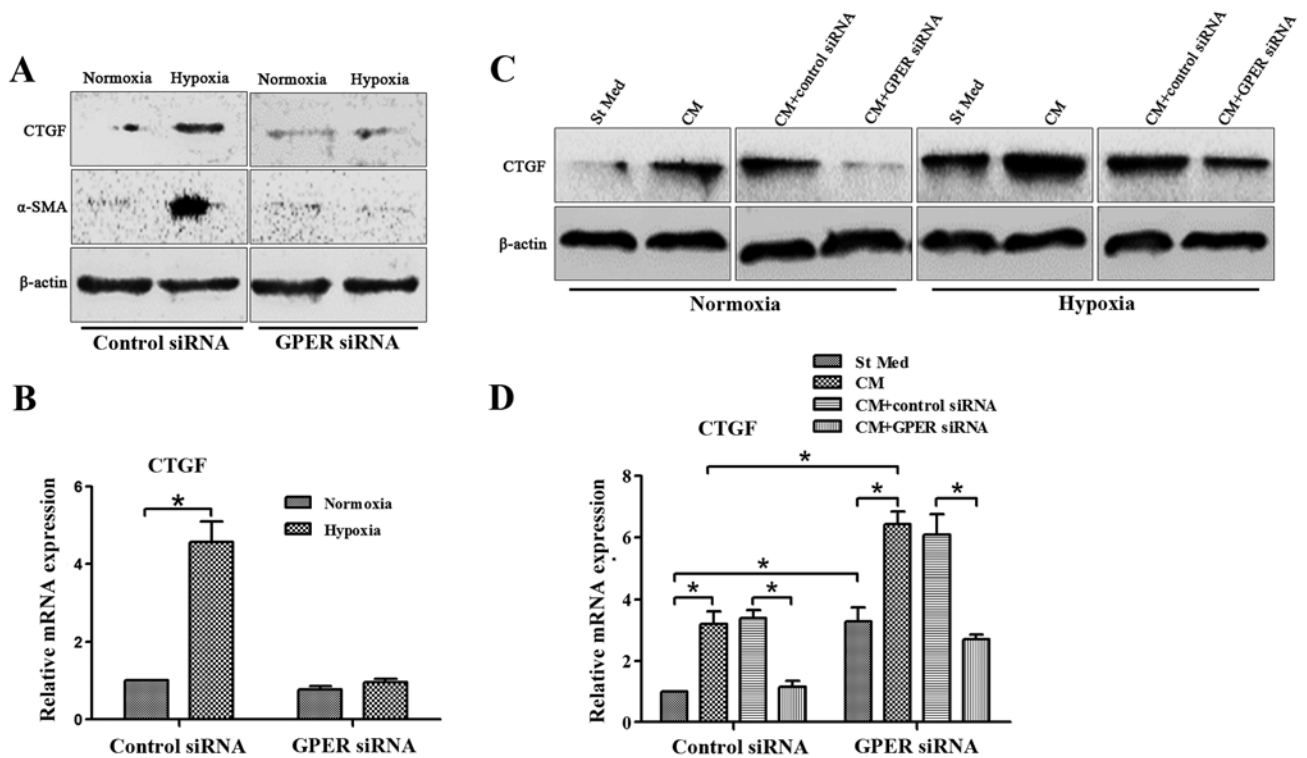 A
Normoxia Hypoxia Normoxia Hypoxia
CTGF
α-SMA
β-actin
Control siRNA GPER siRNA
B
CTGF
Relative mRNA expression
6
4
2
0
*
Normoxia
Hypoxia
Control siRNA GPER siRNA
C
St Med CM CM+control siRNA CM+GPER siRNA St Med CM CM+control siRNA CM+GPER siRNA
CTGF
β-actin
Normoxia Hypoxia
D
St Med
CM
CM+control siRNA
CM+GPER siRNA
CTGF
Relative mRNA expression
8
6
4
2
0
*
* *
*
* *
Control siRNA GPER siRNA